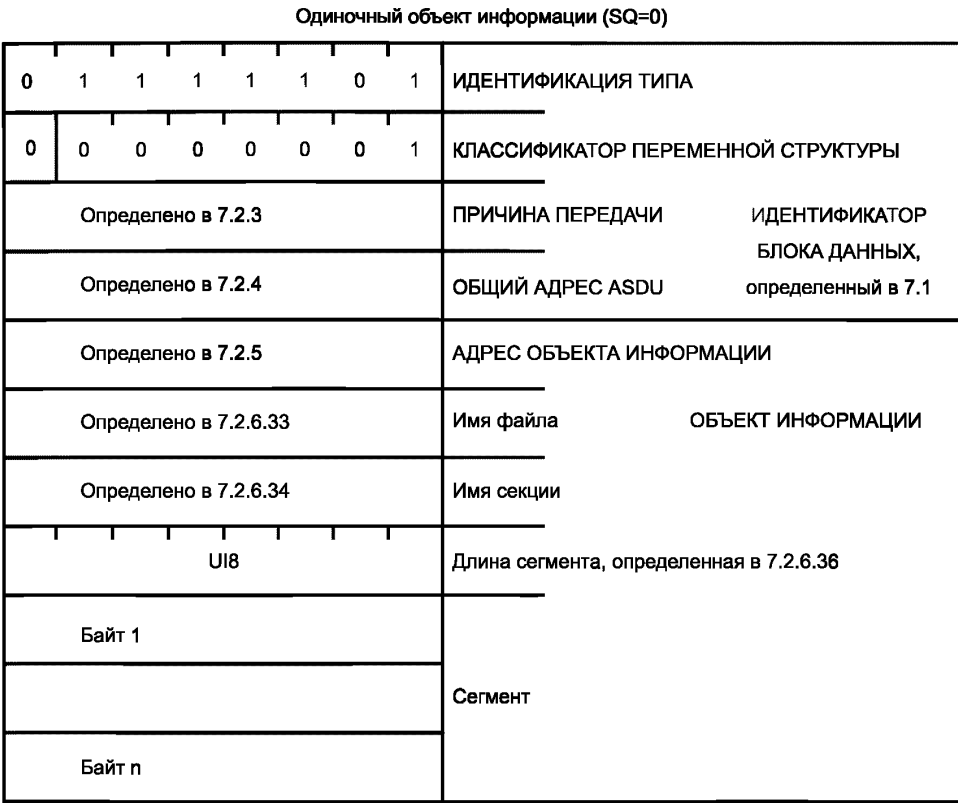 Одиночный объект информации (SQ=0)
0 1 1 1 1 1 0 1 ИДЕНТИФИКАЦИЯ ТИПА
0 0 0 0 0 0 0 1 КЛАССИФИКАТОР ПЕРЕМЕННОЙ СТРУКТУРЫ
Определено в 7.2.3 ПРИЧИНА ПЕРЕДАЧИ ИДЕНТИФИКАТОР
БЛОКА ДАННЫХ,
Определено в 7.2.4 ОБЩИЙ АДРЕС ASDU определенный в 7.1
Определено в 7.2.5 АДРЕС ОБЪЕКТА ИНФОРМАЦИИ
Определено в 7.2.6.33 Имя файла ОБЪЕКТ ИНФОРМАЦИИ
Определено в 7.2.6.34 Имя секции
UI8 Длина сегмента, определенная в 7.2.6.36
Байт 1
Сегмент
Байт n